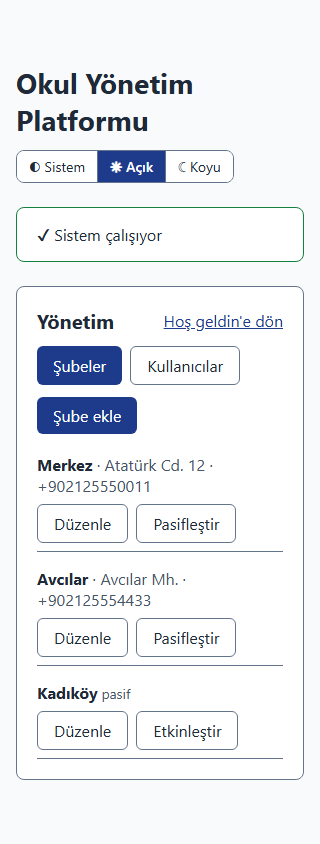 Okul Yönetim
Platformu
Sistem Açık Koyu
✓ Sistem çalışıyor
Yönetim Hoş geldin'e dön
Şubeler Kullanıcılar
Şube ekle
Merkez · Atatürk Cd. 12 ·
+902125550011
Düzenle Pasifleştir
Avcılar · Avcılar Mh. ·
+902125554433
Düzenle Pasifleştir
Kadıköy pasif
Düzenle Etkinleştir